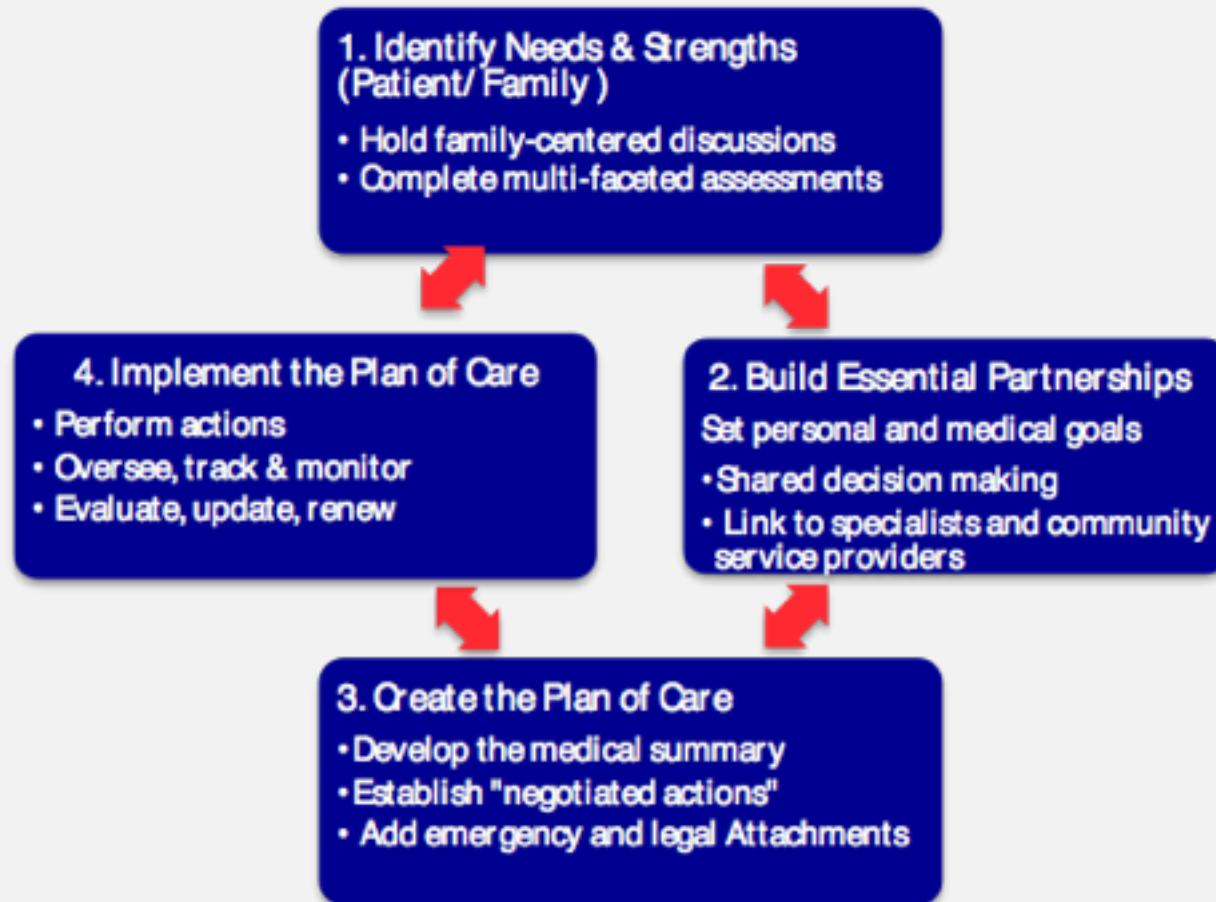 1. Identify Needs & Strengths
(Patient/ Family )
• Hold family-centered discussions
• Complete multi-faceted assessments
4. Implement the Plan of Care
• Perform actions
• Oversee, track & monitor
• Evaluate, update, renew
2. Build Essential Partnerships
Set personal and medical goals
•Shared decision making
• Link to specialists and community
service providers
3. Create the Plan of Care
•Develop the medical summary
•Establish "negotiated actions"
• Add emergency and legal Attachments